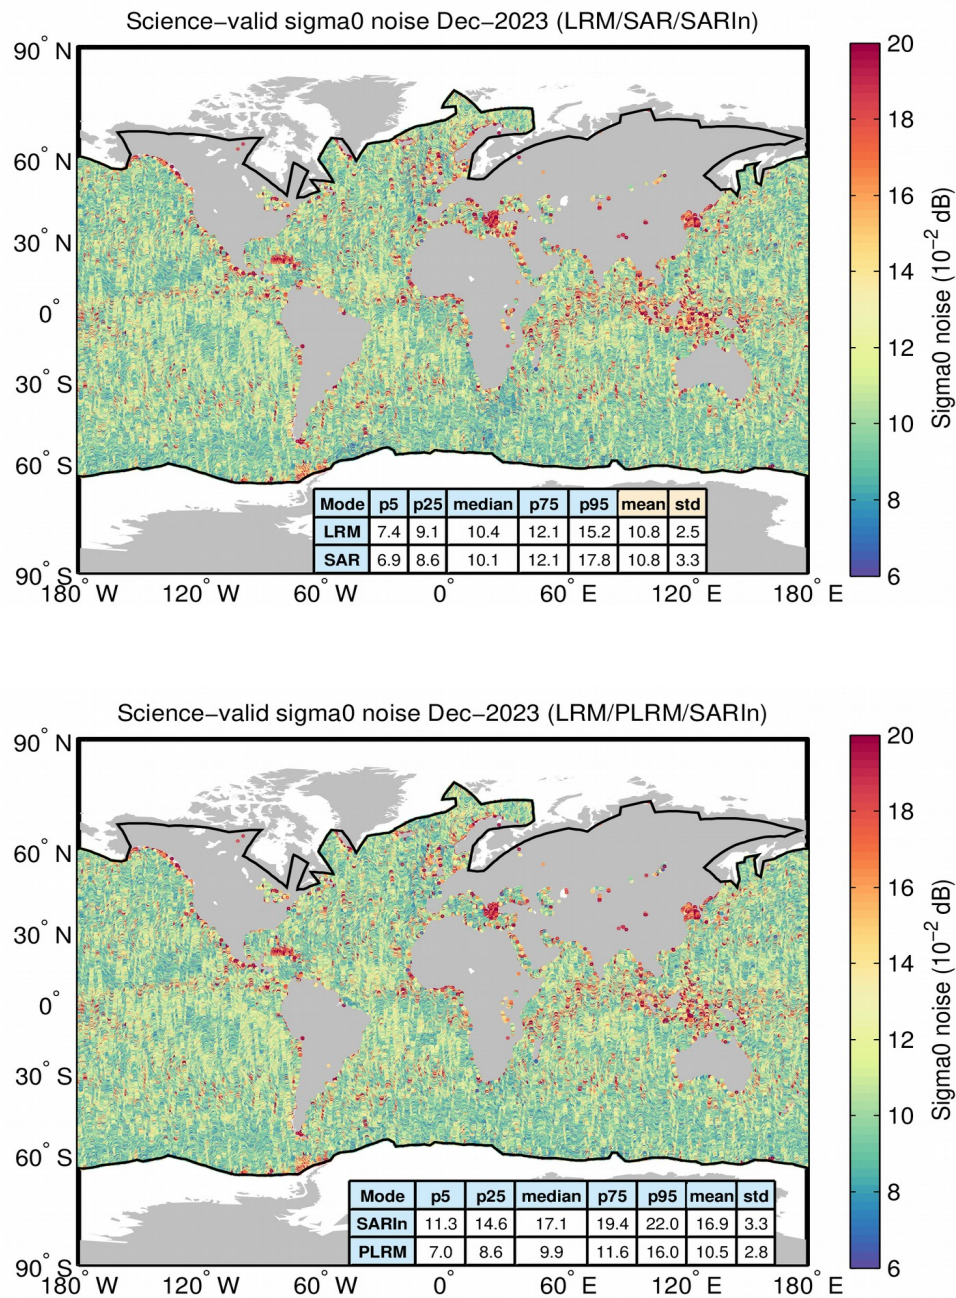 Science−valid sigma0 noise Dec−2023 (LRM/SAR/SARIn)
90° N
60° N
30° N
0°
30° S
60° S
90° S
180° W
120° W
60° W
0°
60° E
120° E
180° E
20
18
16
14
12
10
8
6
Sigma0 noise (10⁻² dB)
Mode p5 p25 median p75 p95 mean std
LRM 7.4 9.1 10.4 12.1 15.2 10.8 2.5
SAR 6.9 8.6 10.1 12.1 17.8 10.8 3.3
Science−valid sigma0 noise Dec−2023 (LRM/PLRM/SARIn)
90° N
60° N
30° N
0°
30° S
60° S
90° S
180° W
120° W
60° W
0°
60° E
120° E
180° E
20
18
16
14
12
10
8
6
Sigma0 noise (10⁻² dB)
Mode p5 p25 median p75 p95 mean std
SARIn 11.3 14.6 17.1 19.4 22.0 16.9 3.3
PLRM 7.0 8.6 9.9 11.6 16.0 10.5 2.8